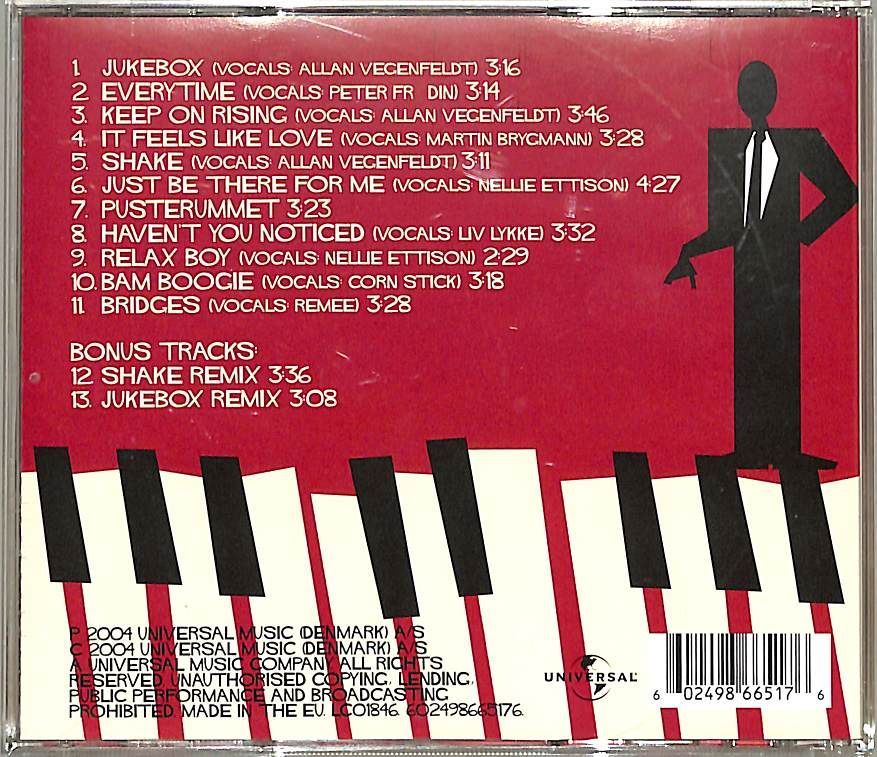 1. JUKEBOX (VOCALS: ALLAN VEGENFELDT) 3:16
2. EVERYTIME (VOCALS: PETER FR DIN) 3:14
3. KEEP ON RISING (VOCALS: ALLAN VEGENFELDT) 3:46
4. IT FEELS LIKE LOVE (VOCALS: MARTIN BRYGMANN) 3:28
5. SHAKE (VOCALS: ALLAN VEGENFELDT) 3:11
6. JUST BE THERE FOR ME (VOCALS: NELLIE ETTISON) 4:27
7. PUSTERUMMET 3:23
8. HAVEN'T YOU NOTICED (VOCALS: LIV LYKKE) 3:32
9. RELAX BOY (VOCALS: NELLIE ETTISON) 2:29
10. BAM BOOGIE (VOCALS: CORN STICK) 3:18
11. BRIDGES (VOCALS: REMEE) 3:28
BONUS TRACKS:
12. SHAKE REMIX 3:36
13. JUKEBOX REMIX 3:08
P 2004 UNIVERSAL MUSIC (DENMARK) A/S
C 2004 UNIVERSAL MUSIC (DENMARK) A/S
A UNIVERSAL MUSIC COMPANY. ALL RIGHTS
RESERVED. UNAUTHORISED COPYING, LENDING,
PUBLIC PERFORMANCE AND BROADCASTING
PROHIBITED. MADE IN THE EU. LC01846. 602498665176.
UNIVERSAL
6 02498 66517 6